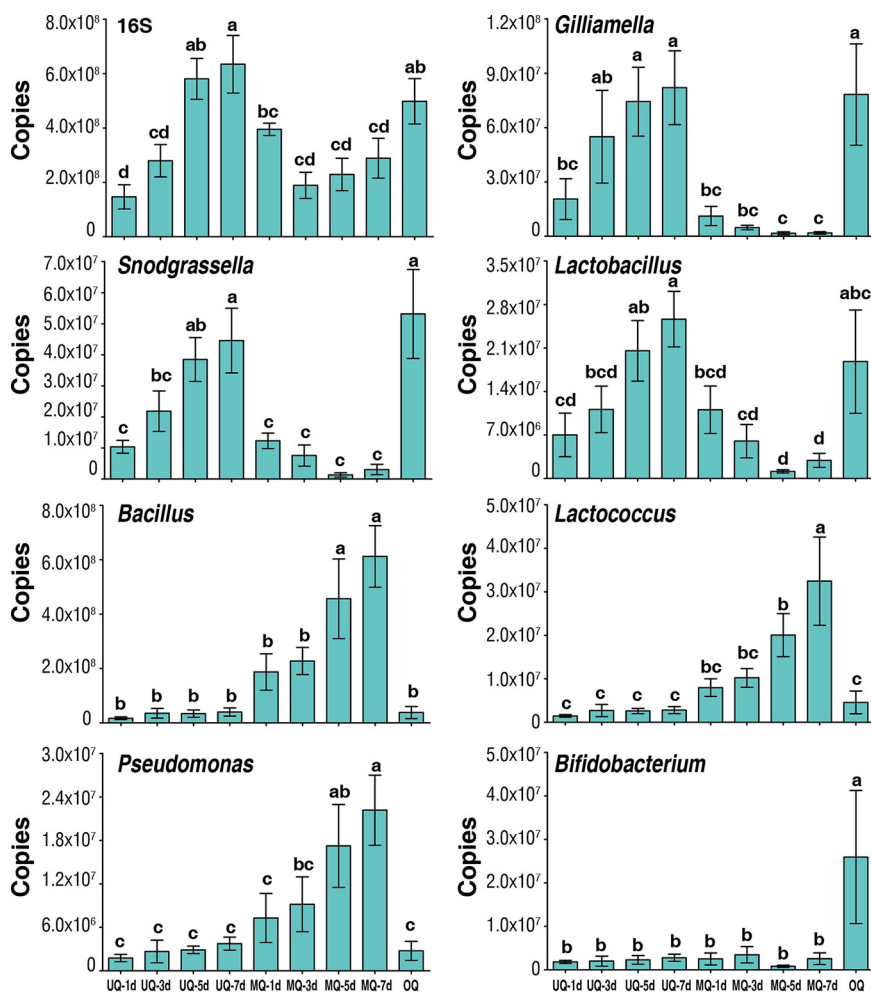 16S
Copies
8.0x10⁸
6.0x10⁸
4.0x10⁸
2.0x10⁸
0
d cd ab a bc cd cd cd ab
Gilliamella
1.2x10⁸
9.0x10⁷
6.0x10⁷
3.0x10⁷
0
bc ab a a bc bc c c a
Snodgrassella
Copies
7.0x10⁷
5.0x10⁷
4.0x10⁷
3.0x10⁷
2.0x10⁷
1.0x10⁷
0
c bc ab a c c c c a
Lactobacillus
3.5x10⁷
2.8x10⁷
2.1x10⁷
1.4x10⁷
7.0x10⁶
0
cd bcd ab a bcd cd d d abc
Bacillus
Copies
8.0x10⁸
6.0x10⁸
4.0x10⁸
2.0x10⁸
0
b b b b b b a a b
Lactococcus
Copies
5.0x10⁷
4.0x10⁷
3.0x10⁷
2.0x10⁷
1.0x10⁷
0
c c c c bc bc b a c
Pseudomonas
Copies
3.0x10⁷
1.8x10⁷
1.2x10⁷
6.0x10⁶
0
c c c c c bc ab a c
UQ-1d UQ-3d UQ-5d UQ-7d MQ-1d MQ-3d MQ-5d MQ-7d OQ
Bifidobacterium
Copies
5.0x10⁷
4.0x10⁷
3.0x10⁷
2.0x10⁷
1.0x10⁷
0
b b b b b b b b a
UQ-1d UQ-3d UQ-5d UQ-7d MQ-1d MQ-3d MQ-5d MQ-7d OQ